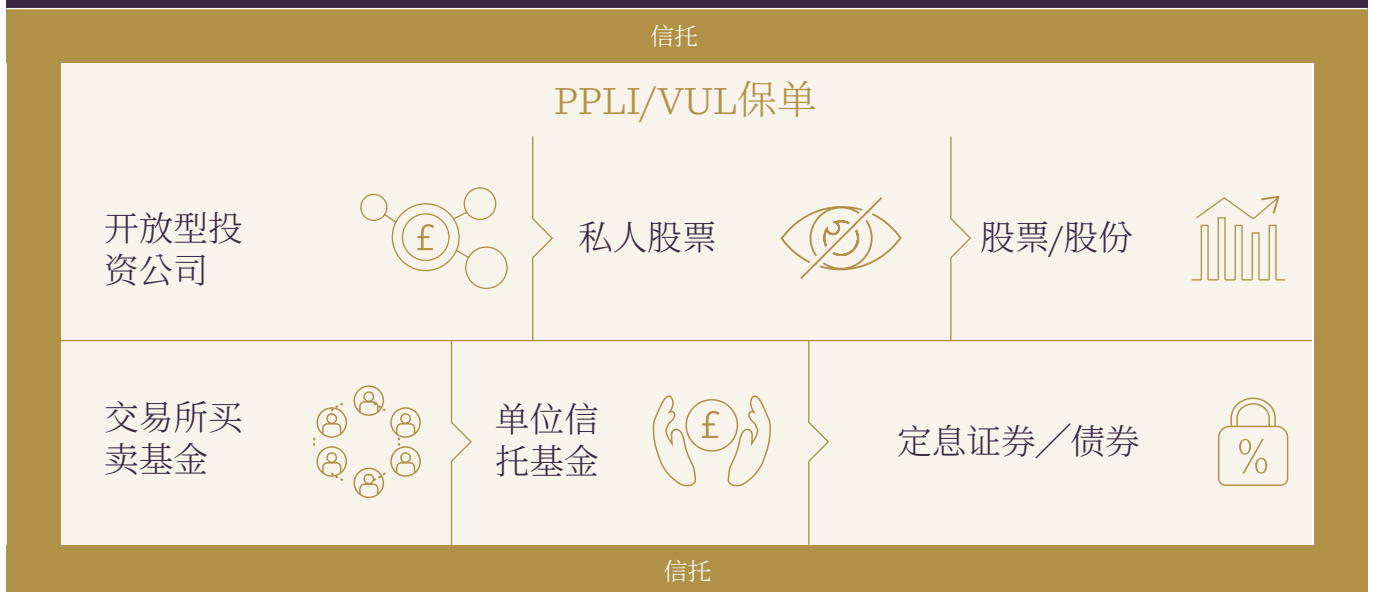 信托
PPLI/VUL保单
开放型投
资公司
£
私人股票
股票/股份
交易所买
卖基金
单位信
托基金
£
定息证券／债券
%
信托